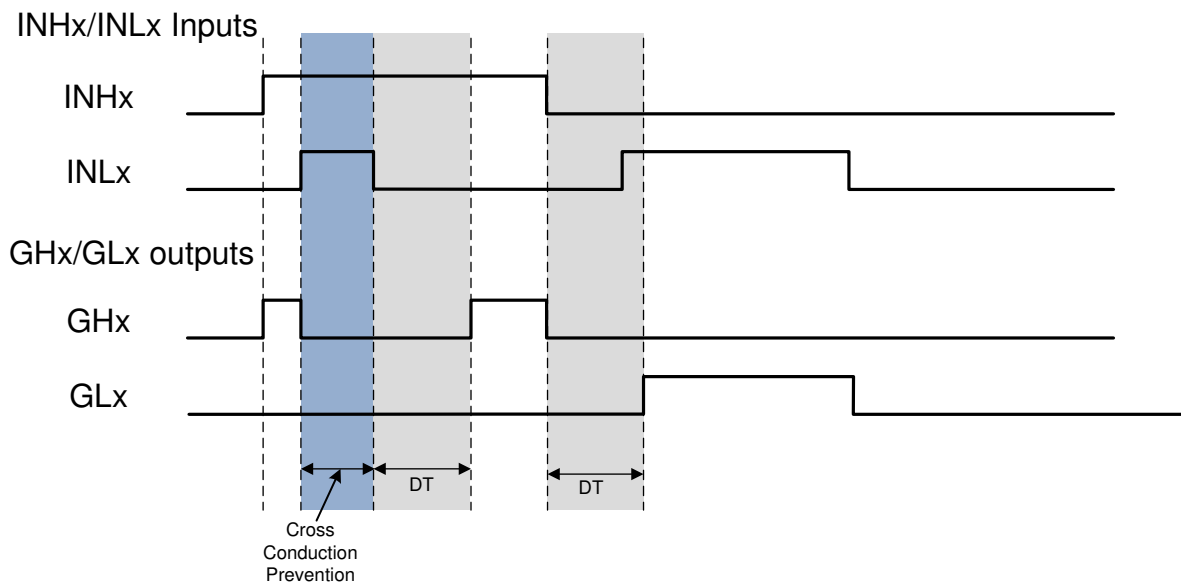 INHx/INLx Inputs
INHx
INLx
GHx/GLx outputs
GHx
GLx
DT
DT
Cross
Conduction
Prevention